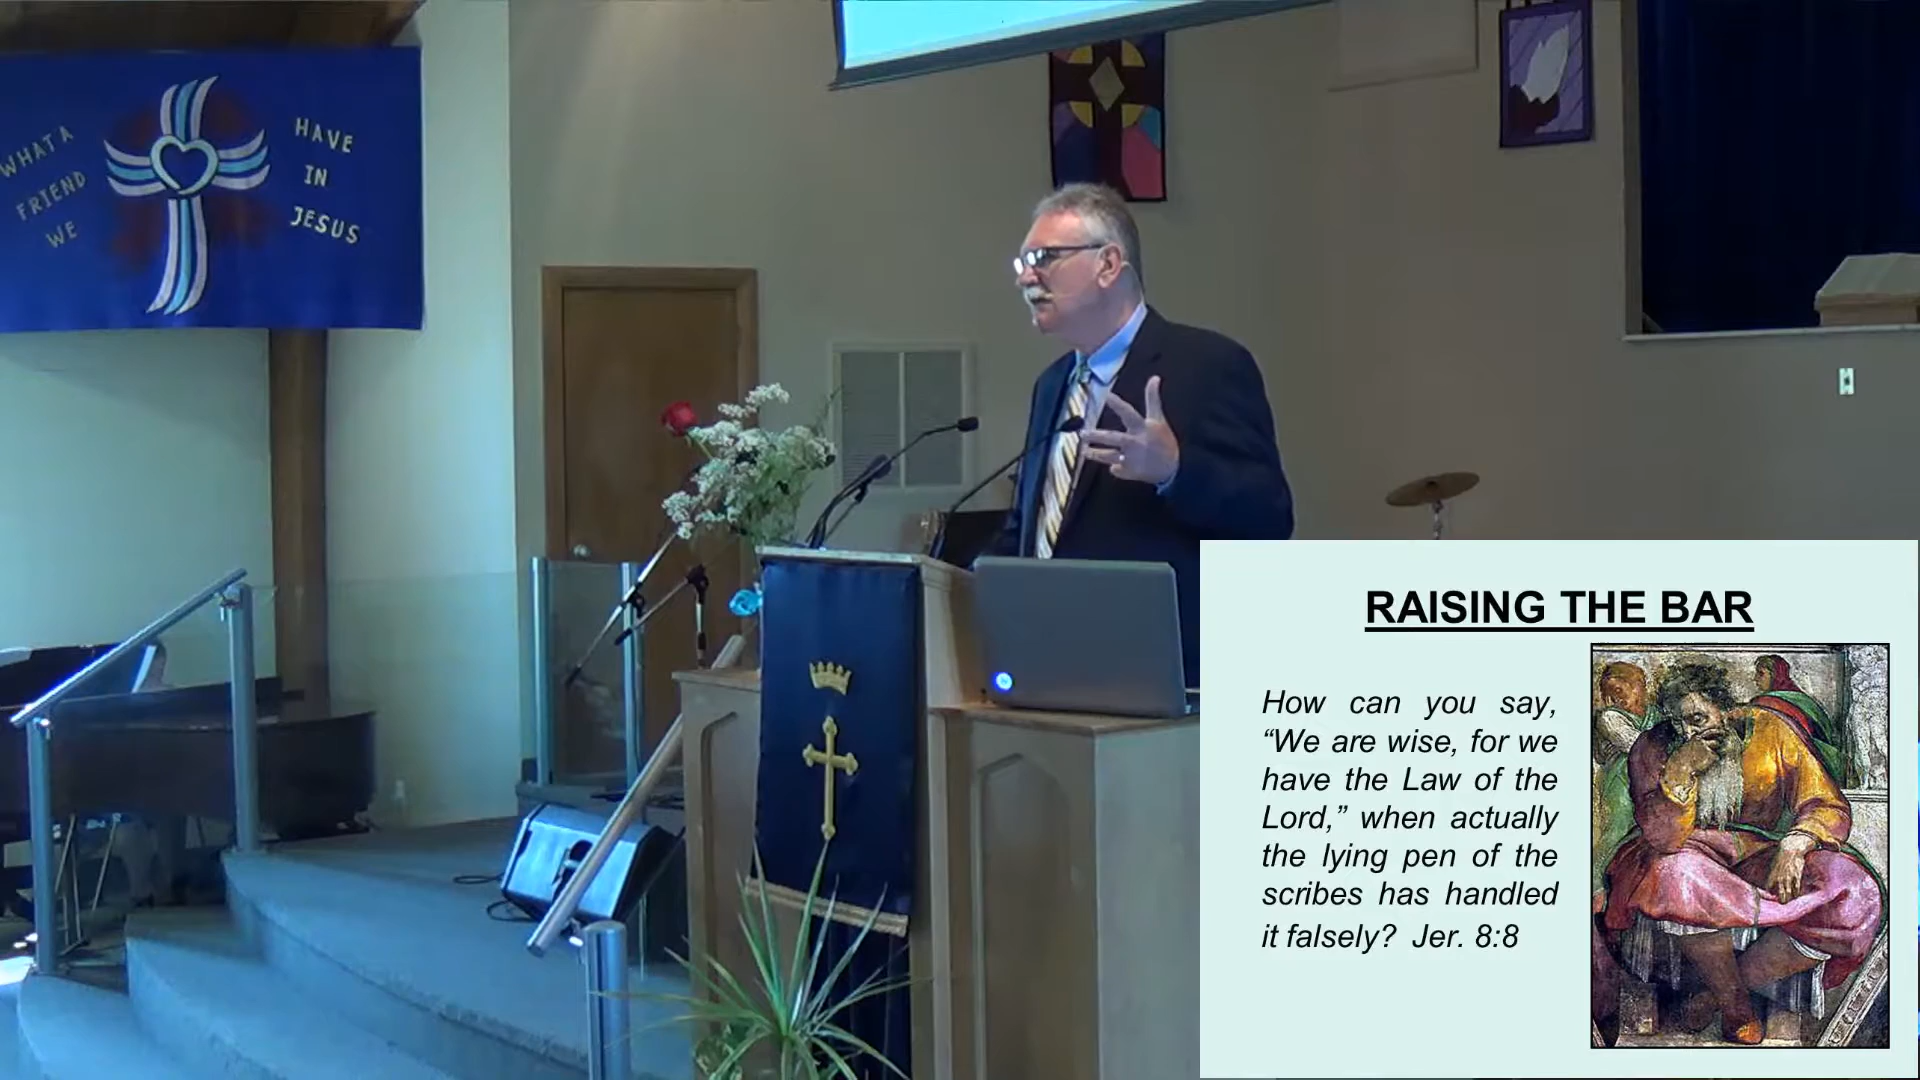 WHAT A
FRIEND
WE
HAVE
IN
JESUS
RAISING THE BAR
How can you say,
“We are wise, for we
have the Law of the
Lord,” when actually
the lying pen of the
scribes has handled
it falsely?  Jer. 8:8